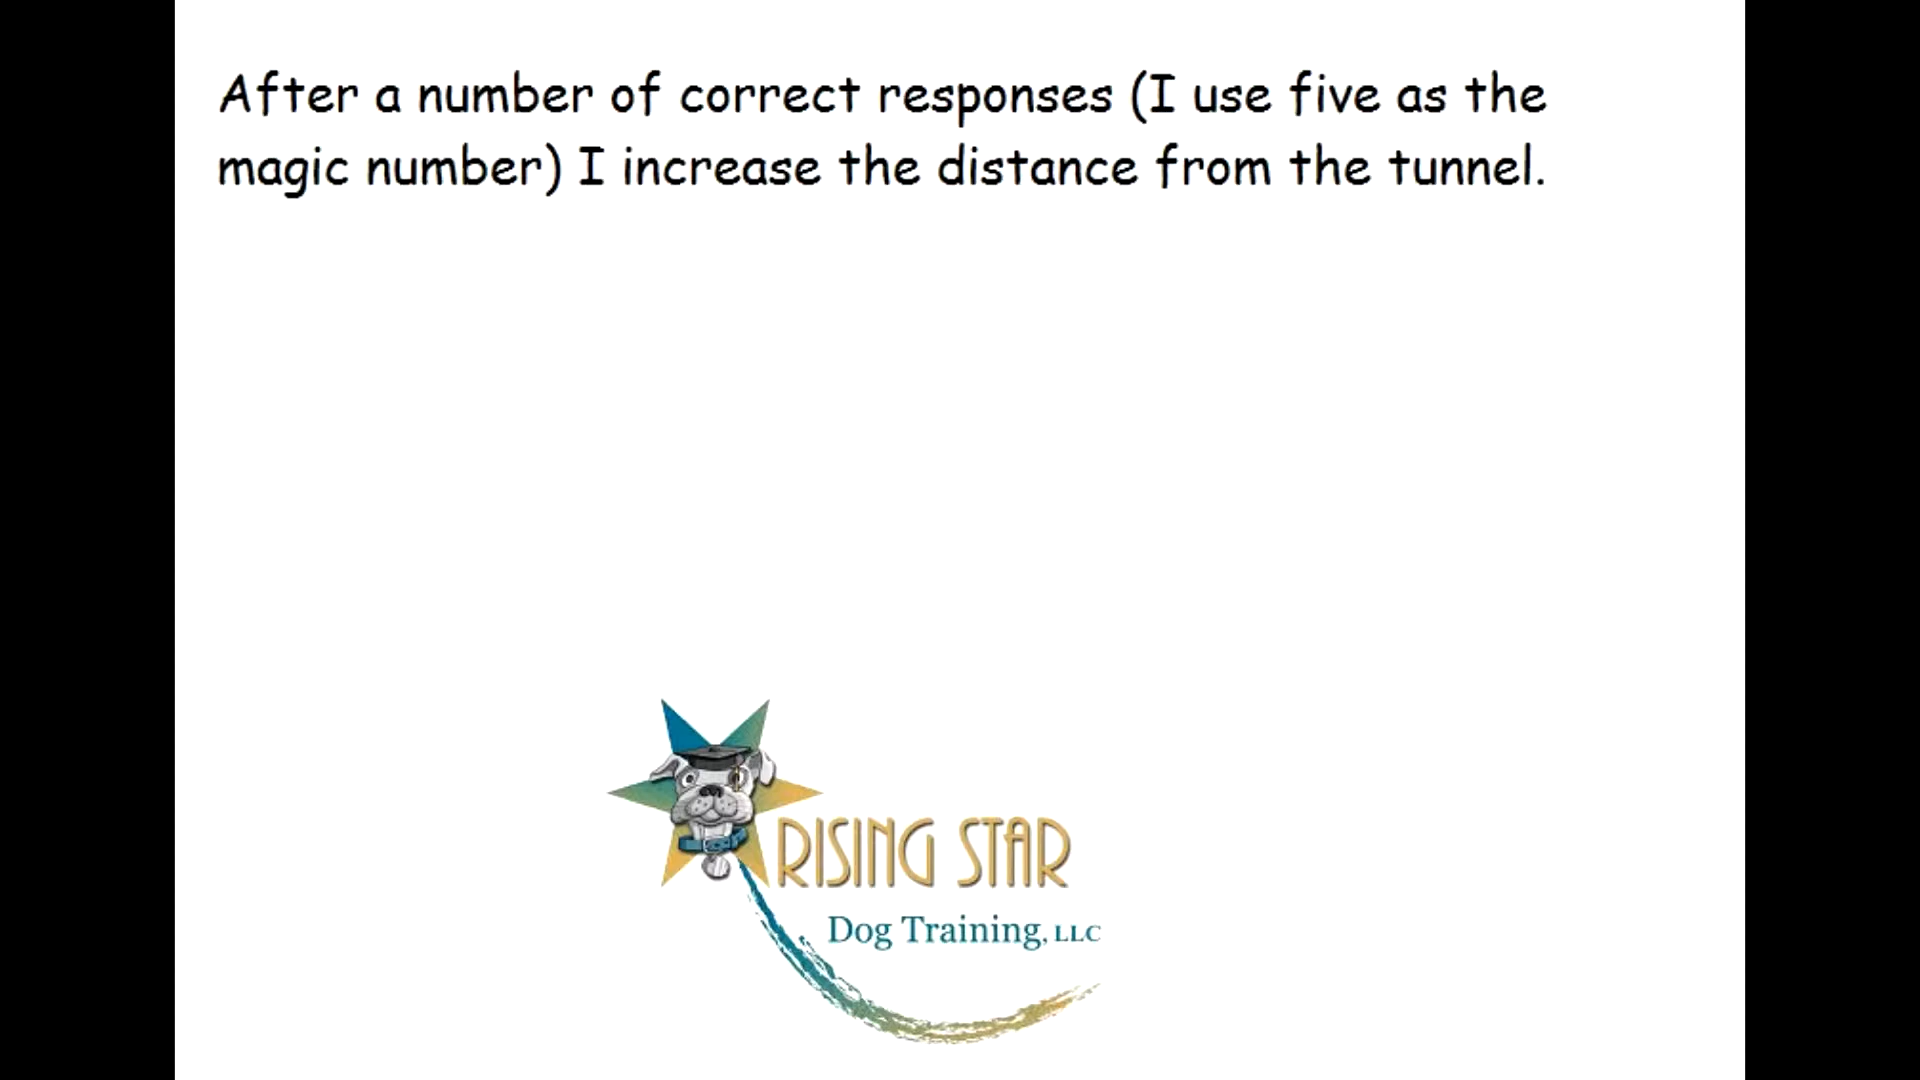 After a number of correct responses (I use five as the
magic number) I increase the distance from the tunnel.
RISING STAR
Dog Training, LLC